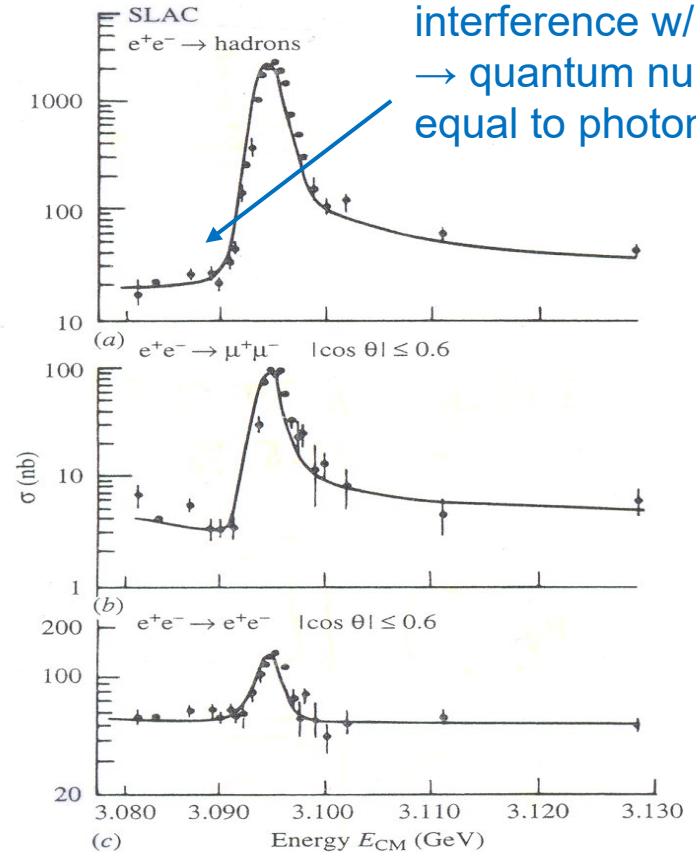 SLAC
e⁺e⁻ → hadrons
interference w/
→ quantum nu
equal to photon
1000
100
10
(a)
e⁺e⁻ → μ⁺μ⁻ |cos θ| ≤ 0.6
100
10
σ (nb)
1
(b)
e⁺e⁻ → e⁺e⁻ |cos θ| ≤ 0.6
200
100
20
3.080 3.090 3.100 3.110 3.120 3.130
(c) Energy E_CM (GeV)